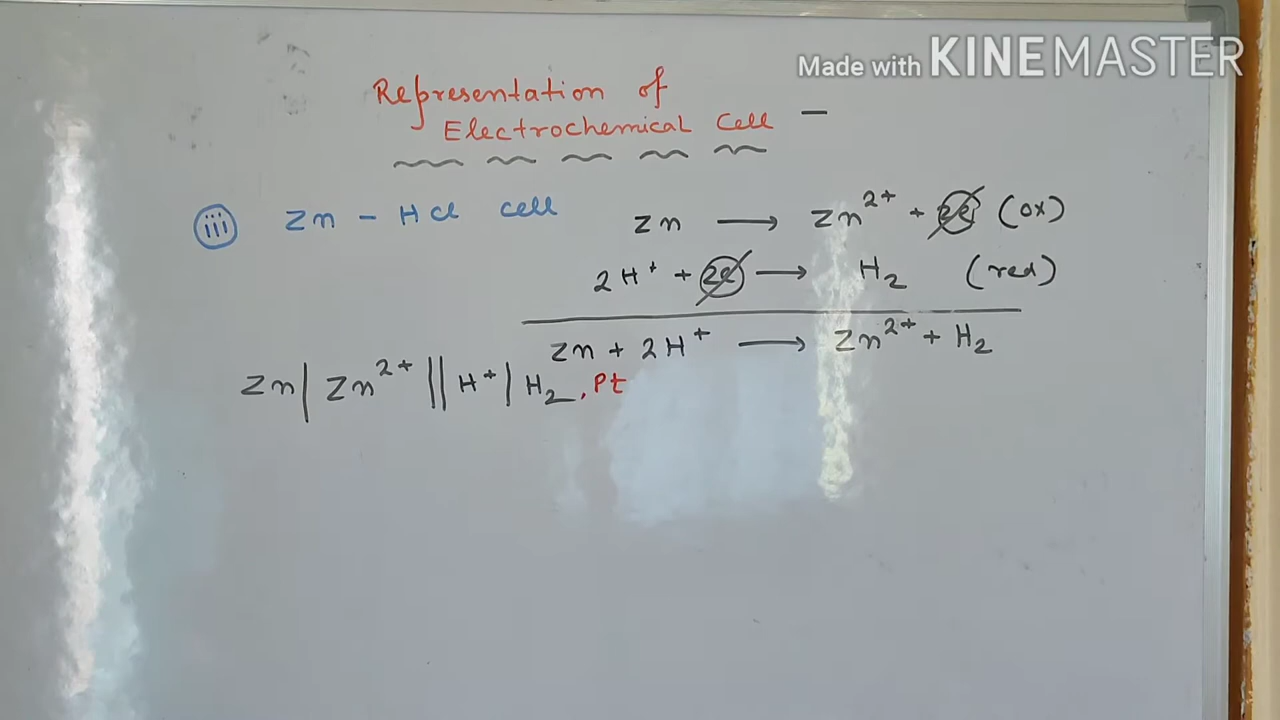 Made with KINEMASTER
Representation of
Electrochemical Cell —
(iii) Zn - HCl cell
Zn ⟶ Zn²⁺ + 2e (ox)
2H⁺ + 2e ⟶ H₂ (red)
Zn + 2H⁺ ⟶ Zn²⁺ + H₂
Zn | Zn²⁺ || H⁺ | H₂, Pt